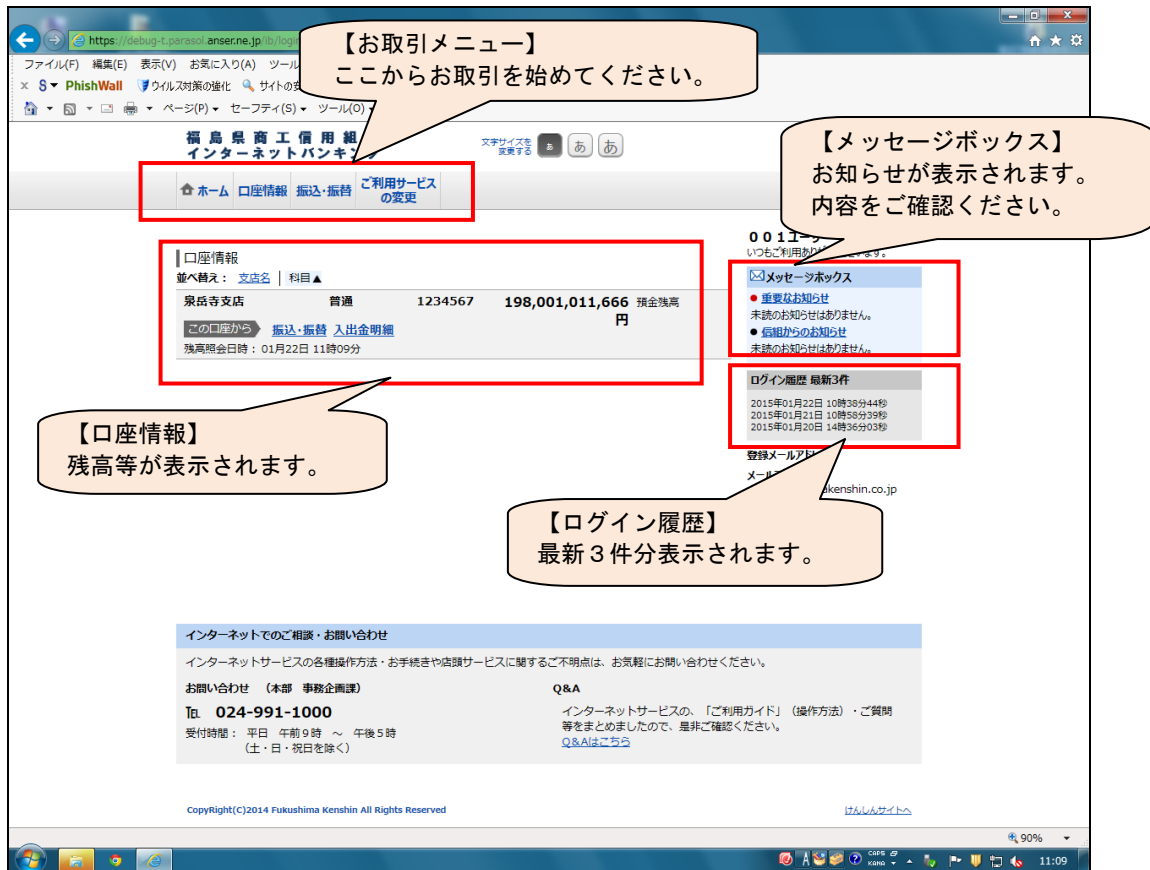 https://debug-t.parasol.anser.ne.jp/ib/login
【お取引メニュー】
ここからお取引を始めてください。
ファイル(F) 編集(E) 表示(V) お気に入り(A) ツール
x S PhishWall ウイルス対策の強化 サイトの安
ページ(P) セーフティ(S) ツール(O)
福島県商工信用組
インターネットバンキング
文字サイズを
変更する
あ あ あ
【メッセージボックス】
お知らせが表示されます。
内容をご確認ください。
ホーム 口座情報 振込・振替 ご利用サービス
の変更
001ユーザ
いつもご利用ありがとうございます。
口座情報
並べ替え： 支店名 科目▲
泉岳寺支店 普通 1234567 198,001,011,666 預金残高
円
この口座から 振込・振替 入出金明細
残高照会日時： 01月22日 11時09分
メッセージボックス
● 重要なお知らせ
未読のお知らせはありません。
● 信組からのお知らせ
未読のお知らせはありません。
ログイン履歴 最新3件
2015年01月22日 10時38分44秒
2015年01月21日 10時58分39秒
2015年01月20日 14時36分03秒
【口座情報】
残高等が表示されます。
登録メールアド
メール
akenshin.co.jp
【ログイン履歴】
最新３件分表示されます。
インターネットでのご相談・お問い合わせ
インターネットサービスの各種操作方法・お手続きや店頭サービスに関するご不明点は、お気軽にお問い合わせください。
お問い合わせ （本部 事務企画課）
℡ 024-991-1000
受付時間： 平日 午前９時 ～ 午後５時
（土・日・祝日を除く）
Q&A
インターネットサービスの、「ご利用ガイド」（操作方法）・ご質問
等をまとめましたので、是非ご確認ください。
Q&Aはこちら
CopyRight(C)2014 Fukushima Kenshin All Rights Reserved
けんしんサイトへ
90%
A CAPS KANA 11:09